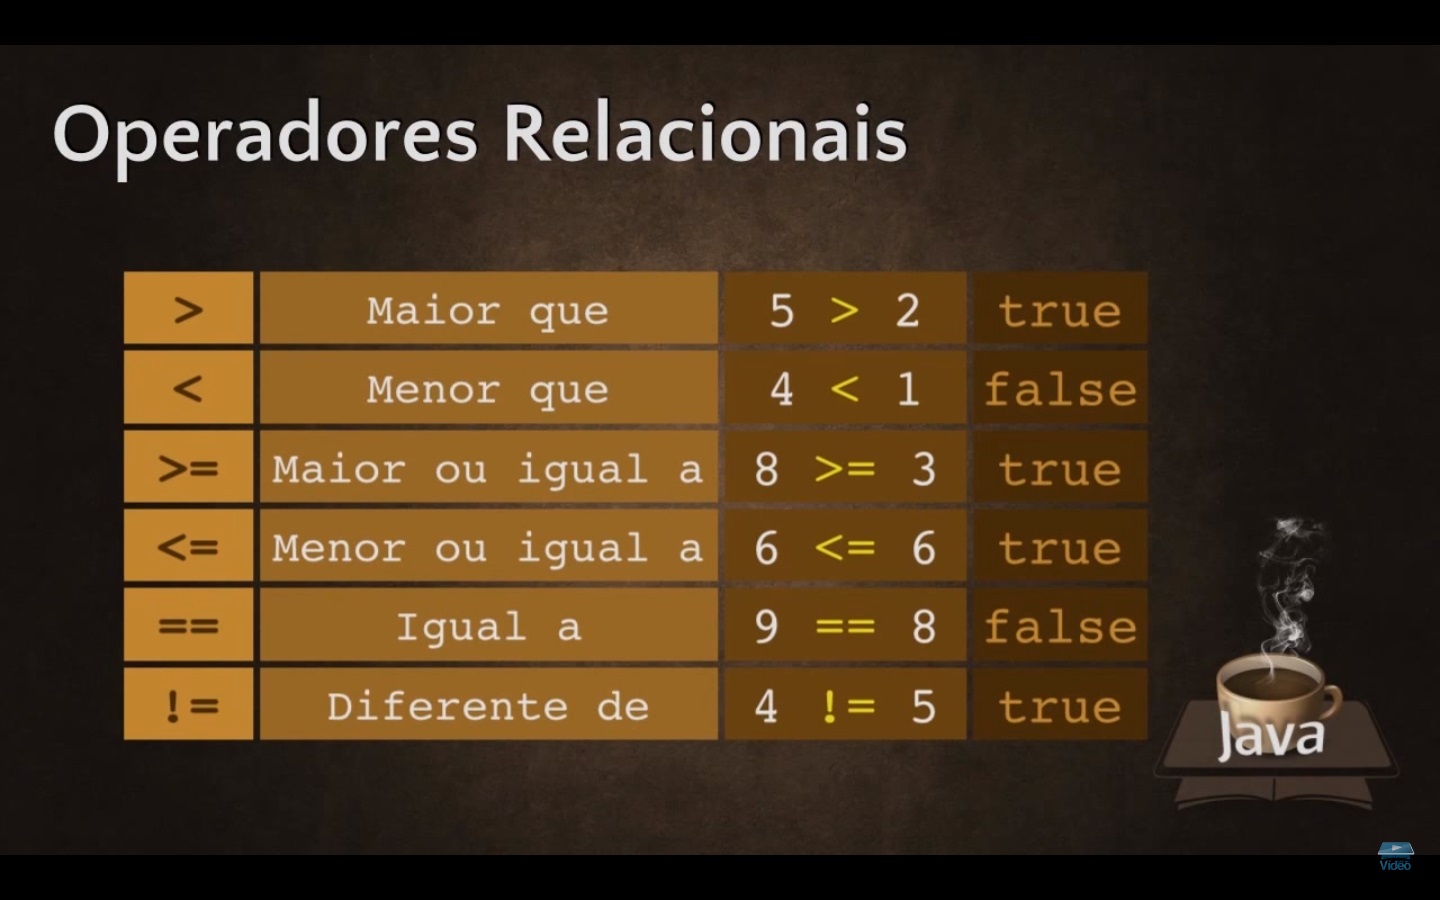 Operadores Relacionais
> Maior que 5 > 2 true
< Menor que 4 < 1 false
>= Maior ou igual a 8 >= 3 true
<= Menor ou igual a 6 <= 6 true
== Igual a 9 == 8 false
!= Diferente de 4 != 5 true
Java
Vídeo